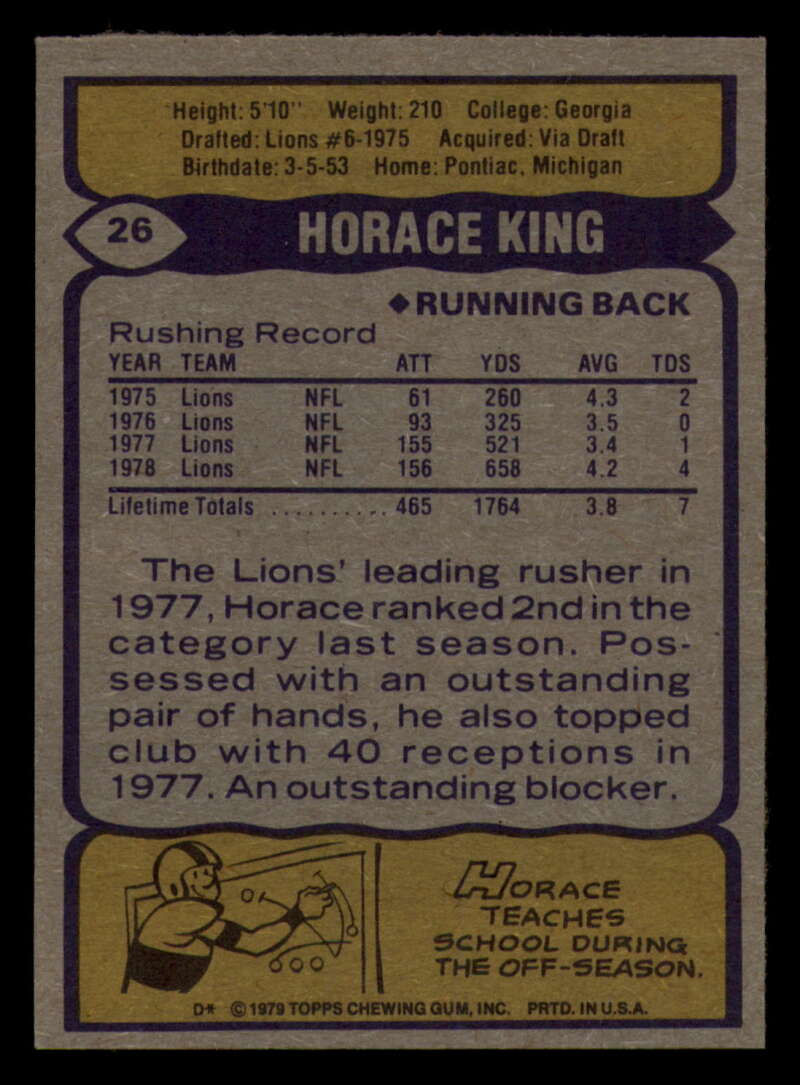 Height: 5'10" Weight: 210 College: Georgia
Drafted: Lions #6-1975 Acquired: Via Draft
Birthdate: 3-5-53 Home: Pontiac, Michigan
26 HORACE KING
◆RUNNING BACK
Rushing Record
YEAR TEAM ATT YDS AVG TDS
1975 Lions NFL 61 260 4.3 2
1976 Lions NFL 93 325 3.5 0
1977 Lions NFL 155 521 3.4 1
1978 Lions NFL 156 658 4.2 4
Lifetime Totals .......... 465 1764 3.8 7
The Lions' leading rusher in
1977, Horace ranked 2nd in the
category last season. Pos-
sessed with an outstanding
pair of hands, he also topped
club with 40 receptions in
1977. An outstanding blocker.
HORACE
TEACHES
SCHOOL DURING
THE OFF-SEASON.
D* © 1979 TOPPS CHEWING GUM, INC. PRTD. IN U.S.A.